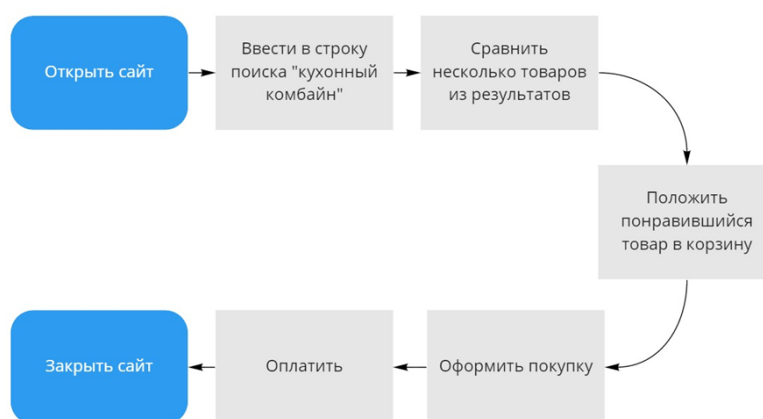 Открыть сайт
Ввести в строку
поиска "кухонный
комбайн"
Сравнить
несколько товаров
из результатов
Положить
понравившийся
товар в корзину
Оформить покупку
Оплатить
Закрыть сайт